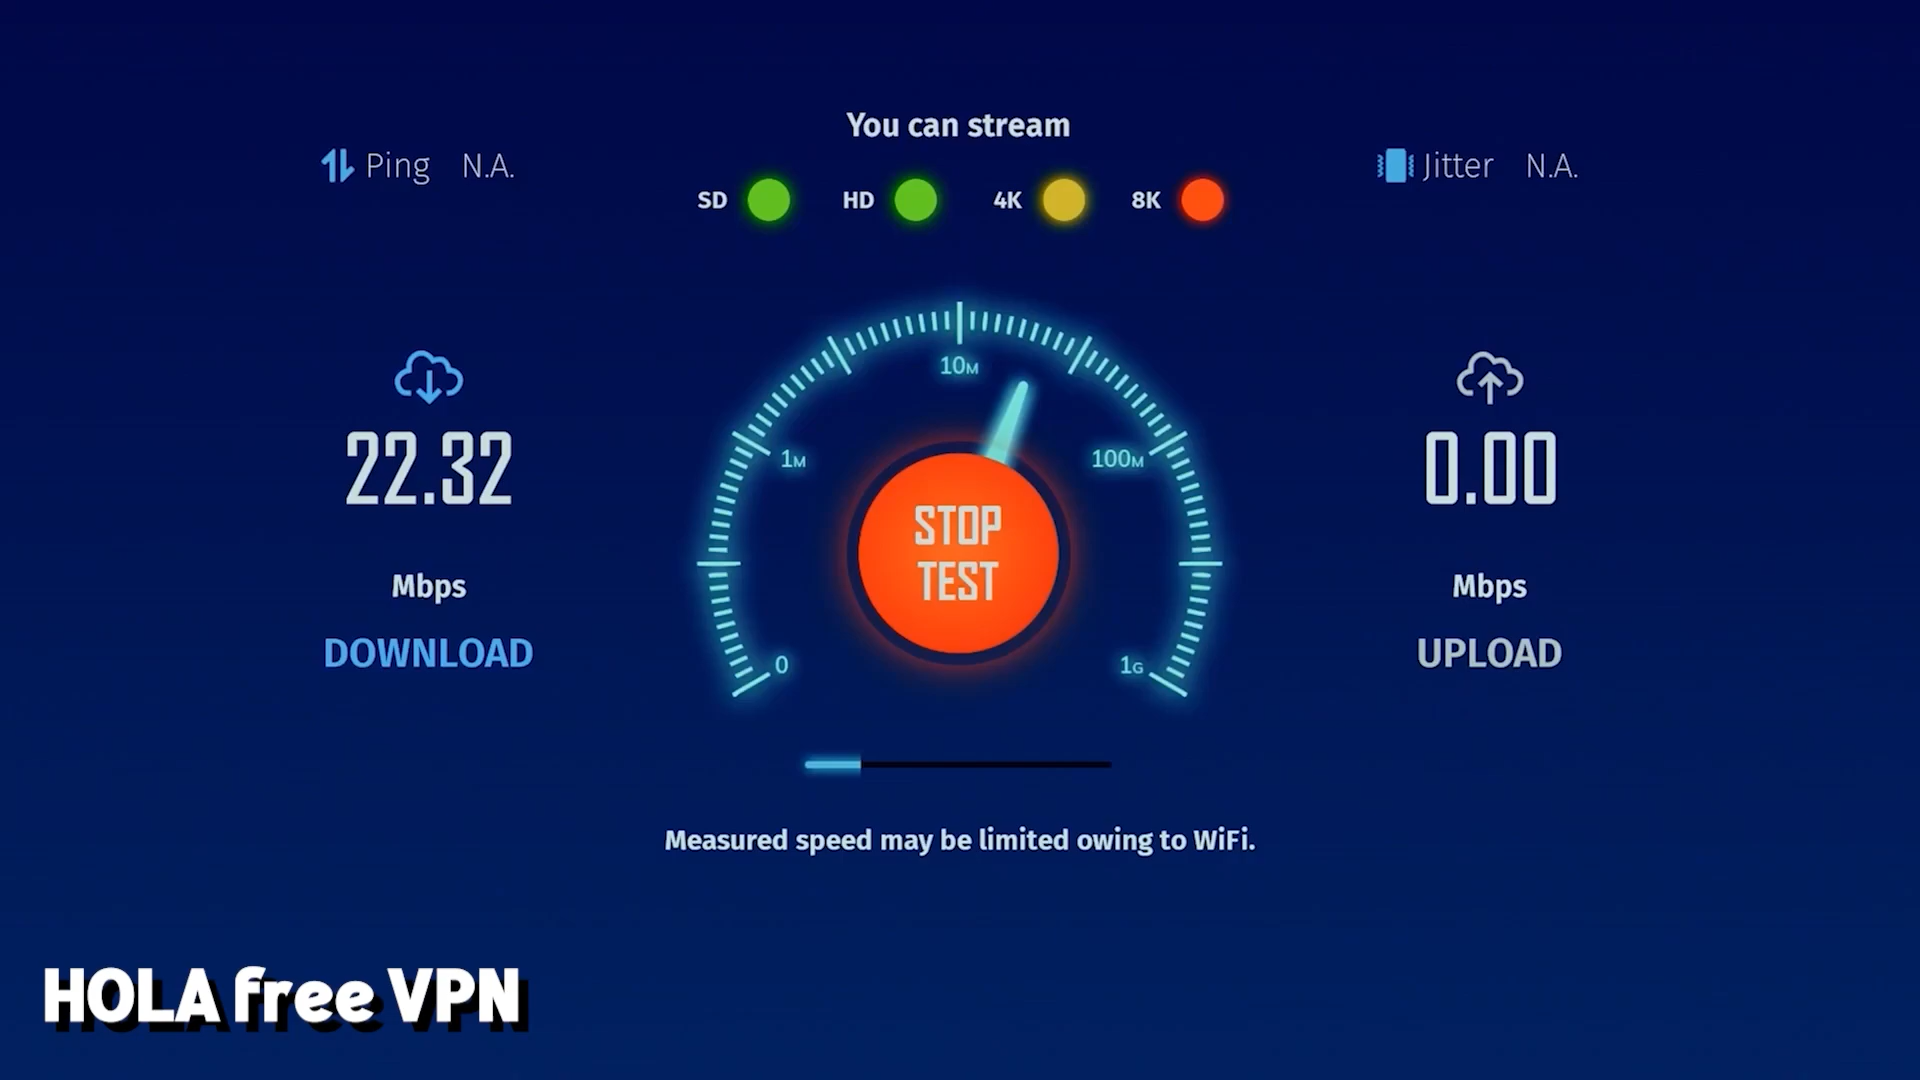 You can stream
Ping N.A.
SD HD 4K 8K
Jitter N.A.
10M
1M
100M
0
1G
STOP
TEST
22.32
Mbps
DOWNLOAD
0.00
Mbps
UPLOAD
Measured speed may be limited owing to WiFi.
HOLA free VPN